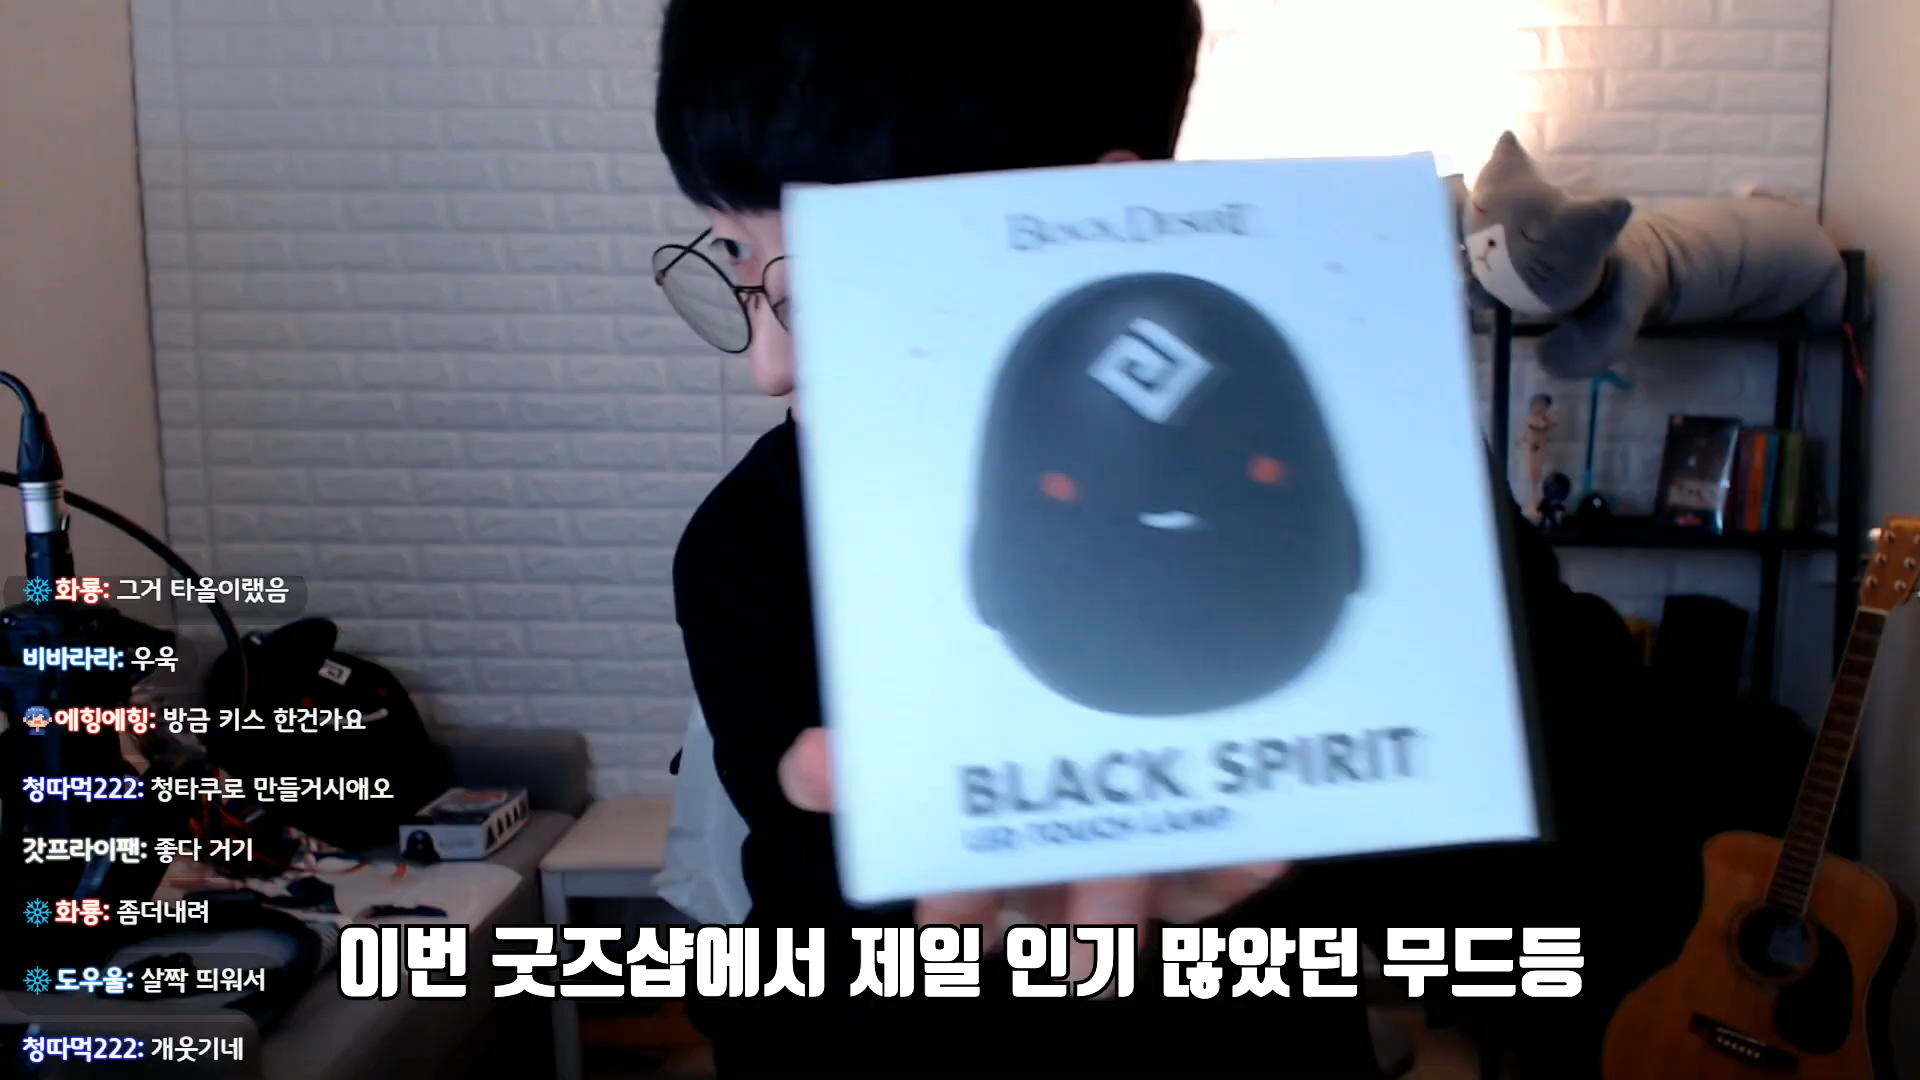 BLACK DESERT
BLACK SPIRIT
USB TOUCH LAMP
화룡: 그거 타올이랬음
비바라라: 우욱
에힝에힝: 방금 키스 한건가요
청따먹222: 청타쿠로 만들거시애오
갓프라이팬: 좋다 거기
화룡: 좀더내려
도우울: 살짝 띄워서
청따먹222: 개웃기네
이번 굿즈샵에서 제일 인기 많았던 무드등